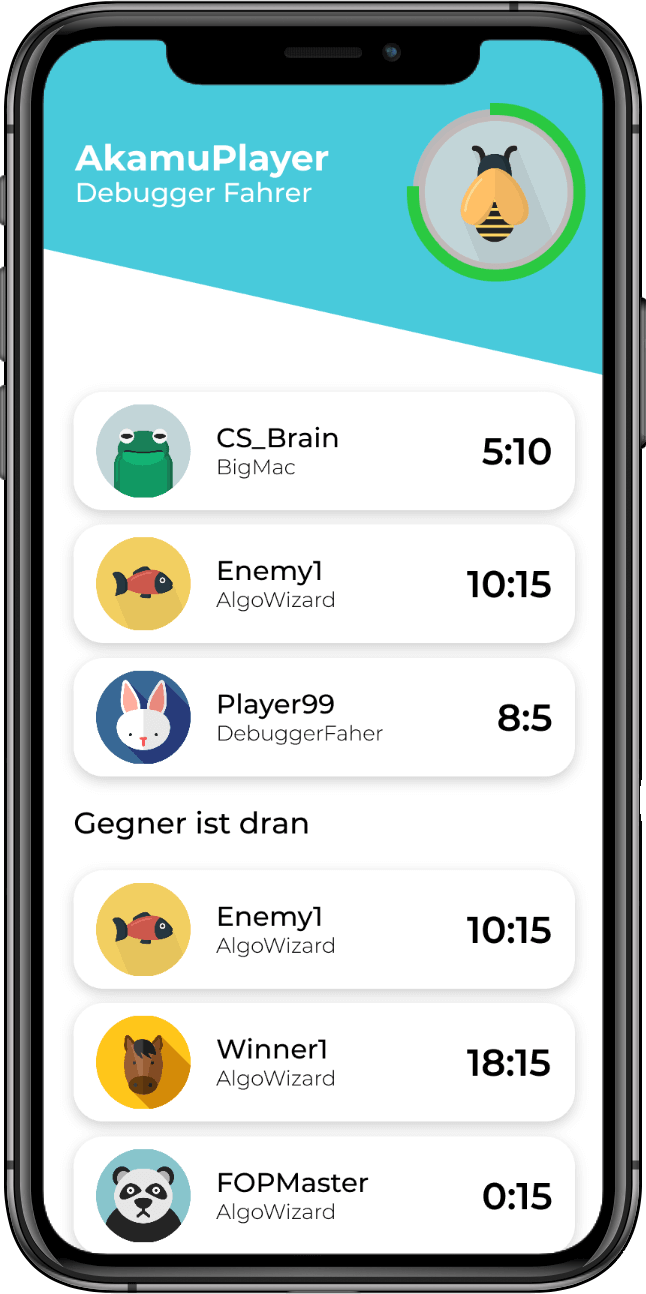 AkamuPlayer
Debugger Fahrer
CS_Brain
BigMac
5:10
Enemy1
AlgoWizard
10:15
Player99
DebuggerFaher
8:5
Gegner ist dran
Enemy1
AlgoWizard
10:15
Winner1
AlgoWizard
18:15
FOPMaster
AlgoWizard
0:15